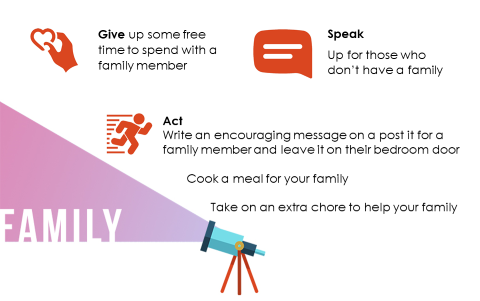 Give up some free
time to spend with a
family member
Speak
Up for those who
don't have a family
Act
Write an encouraging message on a post it for a
family member and leave it on their bedroom door
Cook a meal for your family
Take on an extra chore to help your family
FAMILY